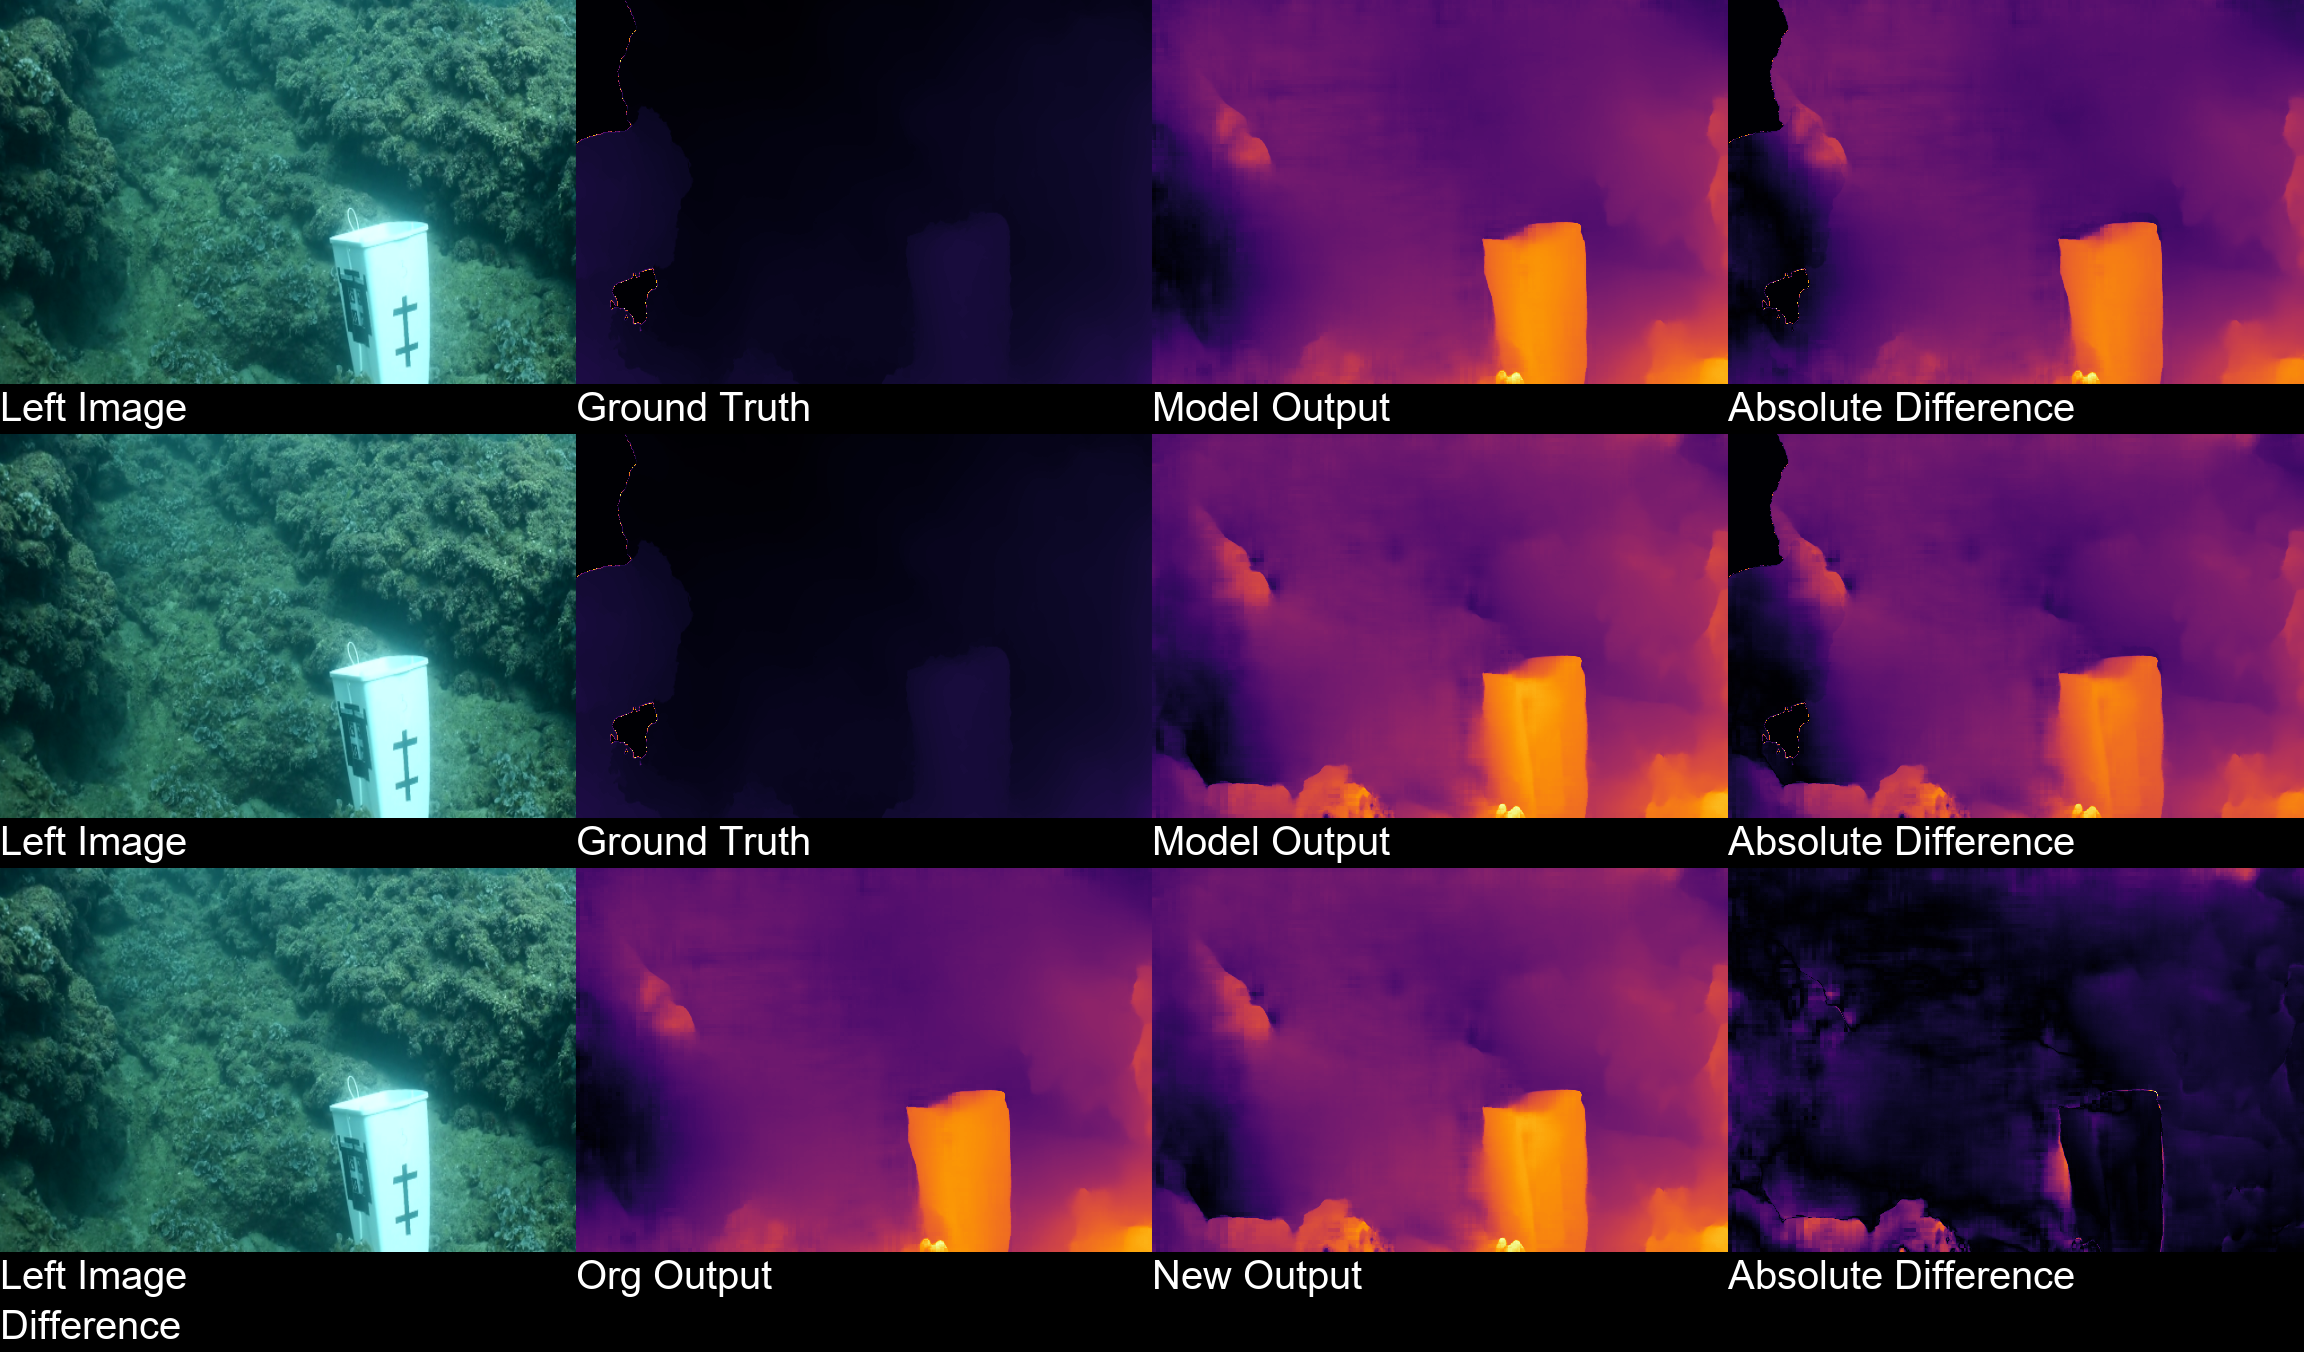 Left Image
Ground Truth
Model Output
Absolute Difference
Left Image
Ground Truth
Model Output
Absolute Difference
Left Image
Org Output
New Output
Absolute Difference
Difference